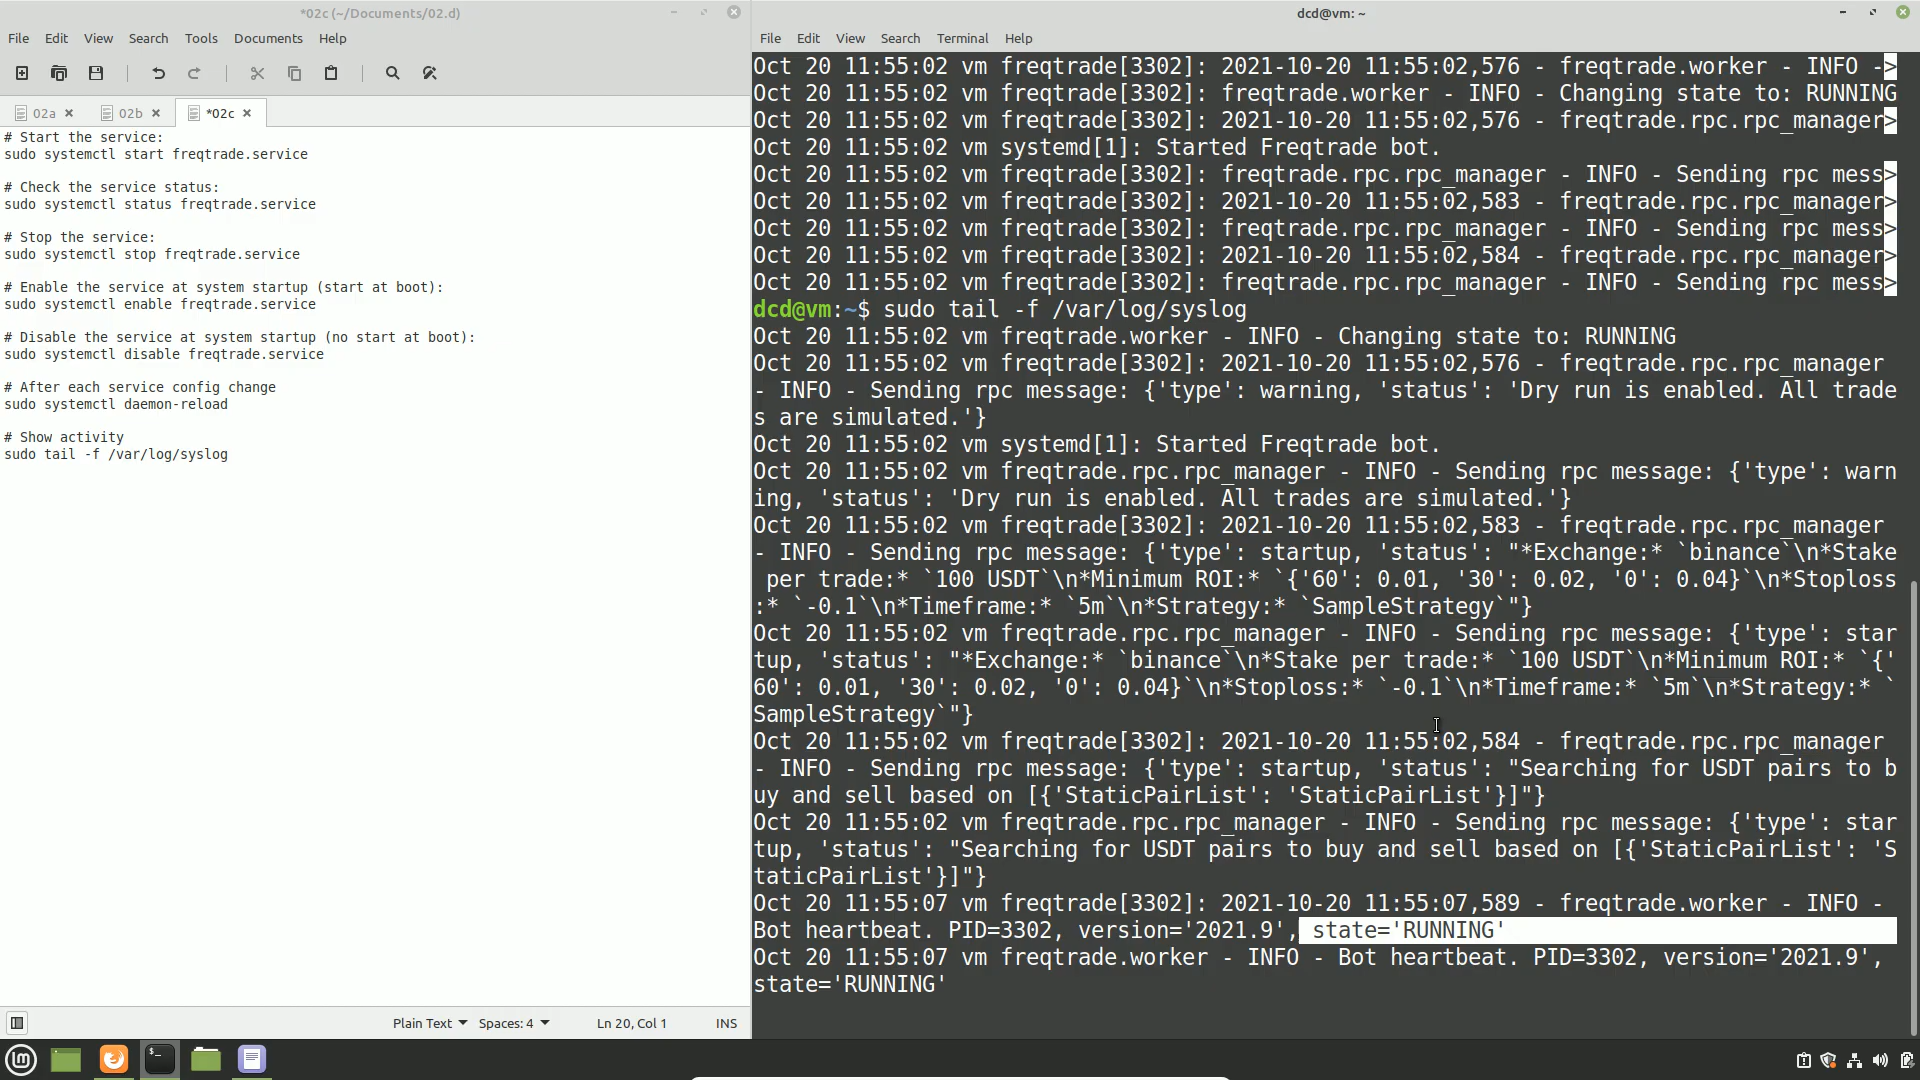 *02c (~/Documents/02.d)
File Edit View Search Tools Documents Help
02a
02b
*02c
# Start the service:
sudo systemctl start freqtrade.service
# Check the service status:
sudo systemctl status freqtrade.service
# Stop the service:
sudo systemctl stop freqtrade.service
# Enable the service at system startup (start at boot):
sudo systemctl enable freqtrade.service
# Disable the service at system startup (no start at boot):
sudo systemctl disable freqtrade.service
# After each service config change
sudo systemctl daemon-reload
# Show activity
sudo tail -f /var/log/syslog
Plain Text Spaces: 4 Ln 20, Col 1 INS
dcd@vm: ~
File Edit View Search Terminal Help
Oct 20 11:55:02 vm freqtrade[3302]: 2021-10-20 11:55:02,576 - freqtrade.worker - INFO ->
Oct 20 11:55:02 vm freqtrade[3302]: freqtrade.worker - INFO - Changing state to: RUNNING
Oct 20 11:55:02 vm freqtrade[3302]: 2021-10-20 11:55:02,576 - freqtrade.rpc.rpc_manager>
Oct 20 11:55:02 vm systemd[1]: Started Freqtrade bot.
Oct 20 11:55:02 vm freqtrade[3302]: freqtrade.rpc.rpc_manager - INFO - Sending rpc mess>
Oct 20 11:55:02 vm freqtrade[3302]: 2021-10-20 11:55:02,583 - freqtrade.rpc.rpc_manager>
Oct 20 11:55:02 vm freqtrade[3302]: freqtrade.rpc.rpc_manager - INFO - Sending rpc mess>
Oct 20 11:55:02 vm freqtrade[3302]: 2021-10-20 11:55:02,584 - freqtrade.rpc.rpc_manager>
Oct 20 11:55:02 vm freqtrade[3302]: freqtrade.rpc.rpc_manager - INFO - Sending rpc mess>
dcd@vm:~$ sudo tail -f /var/log/syslog
Oct 20 11:55:02 vm freqtrade.worker - INFO - Changing state to: RUNNING
Oct 20 11:55:02 vm freqtrade[3302]: 2021-10-20 11:55:02,576 - freqtrade.rpc.rpc_manager
- INFO - Sending rpc message: {'type': warning, 'status': 'Dry run is enabled. All trade
s are simulated.'}
Oct 20 11:55:02 vm systemd[1]: Started Freqtrade bot.
Oct 20 11:55:02 vm freqtrade.rpc.rpc_manager - INFO - Sending rpc message: {'type': warn
ing, 'status': 'Dry run is enabled. All trades are simulated.'}
Oct 20 11:55:02 vm freqtrade[3302]: 2021-10-20 11:55:02,583 - freqtrade.rpc.rpc_manager
- INFO - Sending rpc message: {'type': startup, 'status': "*Exchange:* `binance`\n*Stake
 per trade:* `100 USDT`\n*Minimum ROI:* `{'60': 0.01, '30': 0.02, '0': 0.04}`\n*Stoploss
:* `-0.1`\n*Timeframe:* `5m`\n*Strategy:* `SampleStrategy`"}
Oct 20 11:55:02 vm freqtrade.rpc.rpc_manager - INFO - Sending rpc message: {'type': star
tup, 'status': "*Exchange:* `binance`\n*Stake per trade:* `100 USDT`\n*Minimum ROI:* `{'
60': 0.01, '30': 0.02, '0': 0.04}`\n*Stoploss:* `-0.1`\n*Timeframe:* `5m`\n*Strategy:* `
SampleStrategy`"}
Oct 20 11:55:02 vm freqtrade[3302]: 2021-10-20 11:55:02,584 - freqtrade.rpc.rpc_manager
- INFO - Sending rpc message: {'type': startup, 'status': "Searching for USDT pairs to b
uy and sell based on [{'StaticPairList': 'StaticPairList'}]"}
Oct 20 11:55:02 vm freqtrade.rpc.rpc_manager - INFO - Sending rpc message: {'type': star
tup, 'status': "Searching for USDT pairs to buy and sell based on [{'StaticPairList': 'S
taticPairList'}]"}
Oct 20 11:55:07 vm freqtrade[3302]: 2021-10-20 11:55:07,589 - freqtrade.worker - INFO -
Bot heartbeat. PID=3302, version='2021.9', state='RUNNING'
Oct 20 11:55:07 vm freqtrade.worker - INFO - Bot heartbeat. PID=3302, version='2021.9',
state='RUNNING'